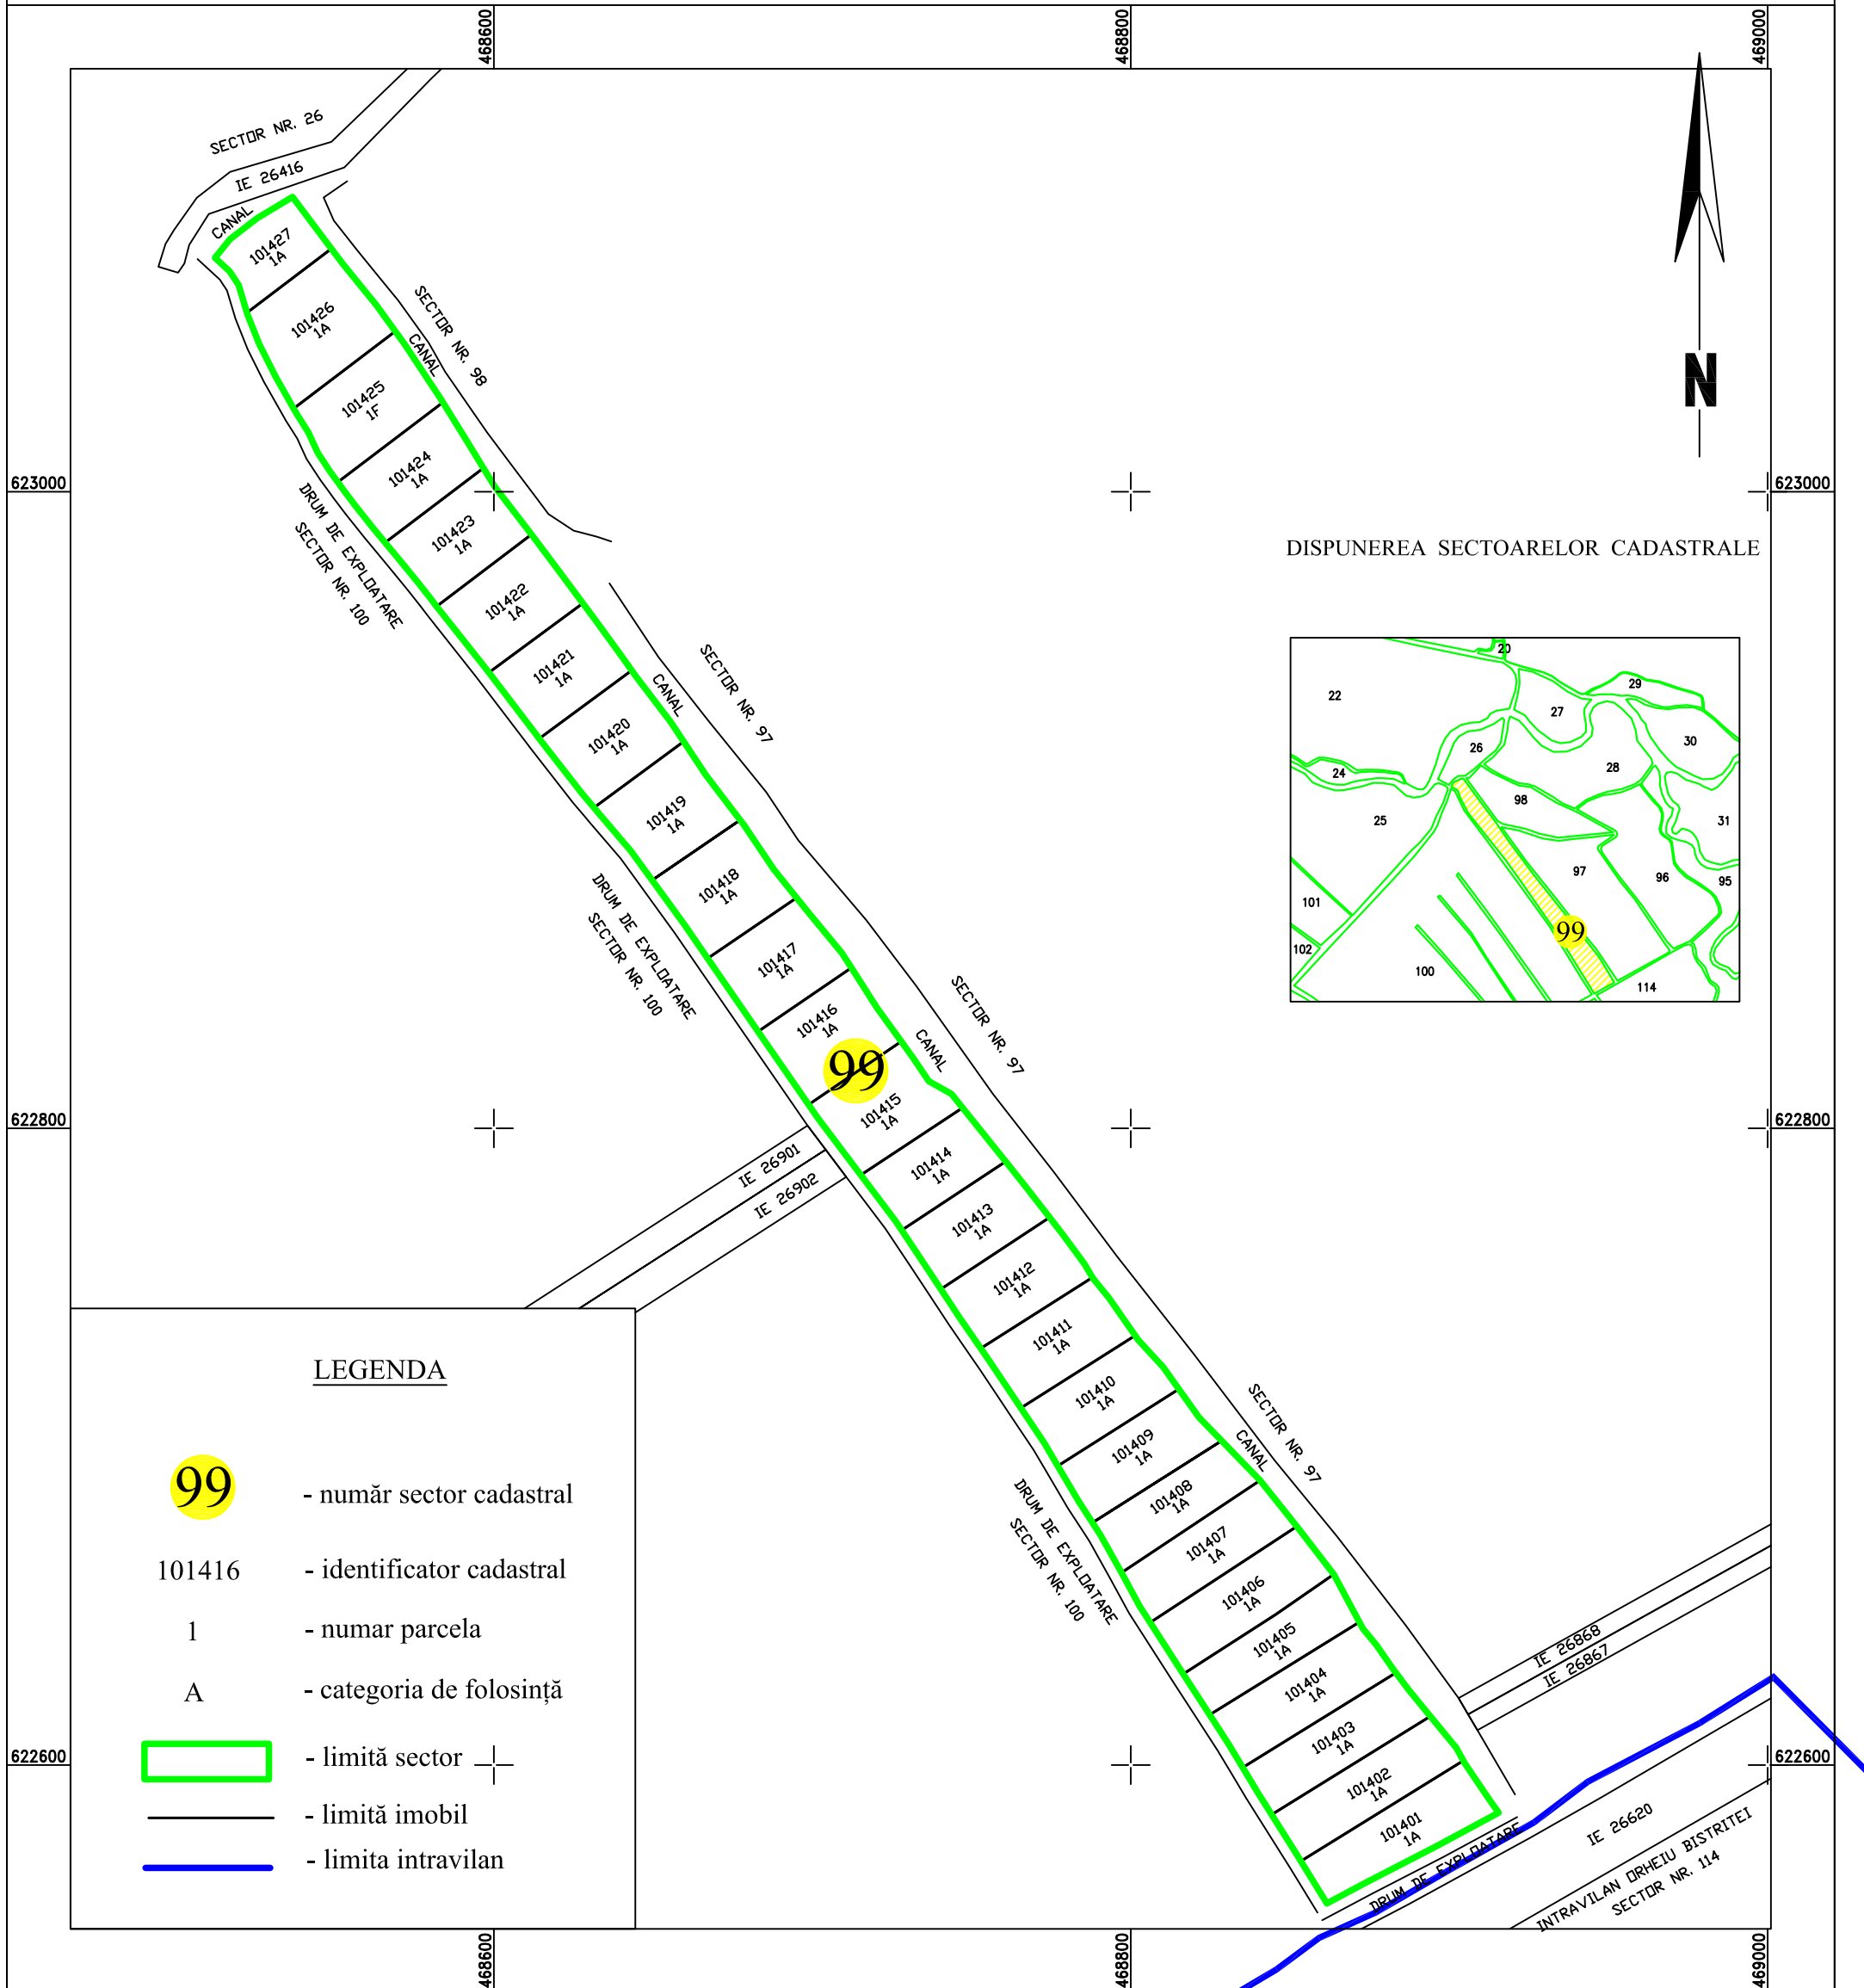 468600
468800
469000
SECTOR NR. 26
IE 26416
CANAL
101427
1A
101426
1A
SECTOR NR. 98
CANAL
101425
1F
101424
1A
623000
623000
DRUM DE EXPLOATARE
SECTOR NR. 100
101423
1A
101422
1A
101421
1A
CANAL
SECTOR NR. 97
101420
1A
101419
1A
101418
1A
DRUM DE EXPLOATARE
SECTOR NR. 100
101417
1A
101416
1A
SECTOR NR. 97
CANAL
99
101415
1A
N
DISPUNEREA SECTOARELOR CADASTRALE
20
22
29
27
30
26
28
24
98
25
31
97
96
95
101
99
102
100
114
622800
622800
IE 26901
IE 26902
101414
1A
101413
1A
101412
1A
101411
1A
101410
1A
SECTOR NR. 97
CANAL
101409
1A
101408
1A
DRUM DE EXPLOATARE
SECTOR NR. 100
101407
1A
101406
1A
101405
1A
101404
1A
101403
1A
101402
1A
101401
1A
IE 26868
IE 26867
622600
622600
DRUM DE EXPLOATARE
IE 26620
INTRAVILAN ORHEIU BISTRITEI
SECTOR NR. 114
LEGENDA
99 - număr sector cadastral
101416 - identificator cadastral
1 - numar parcela
A - categoria de folosință
- limită sector
- limită imobil
- limita intravilan
468600
468800
469000